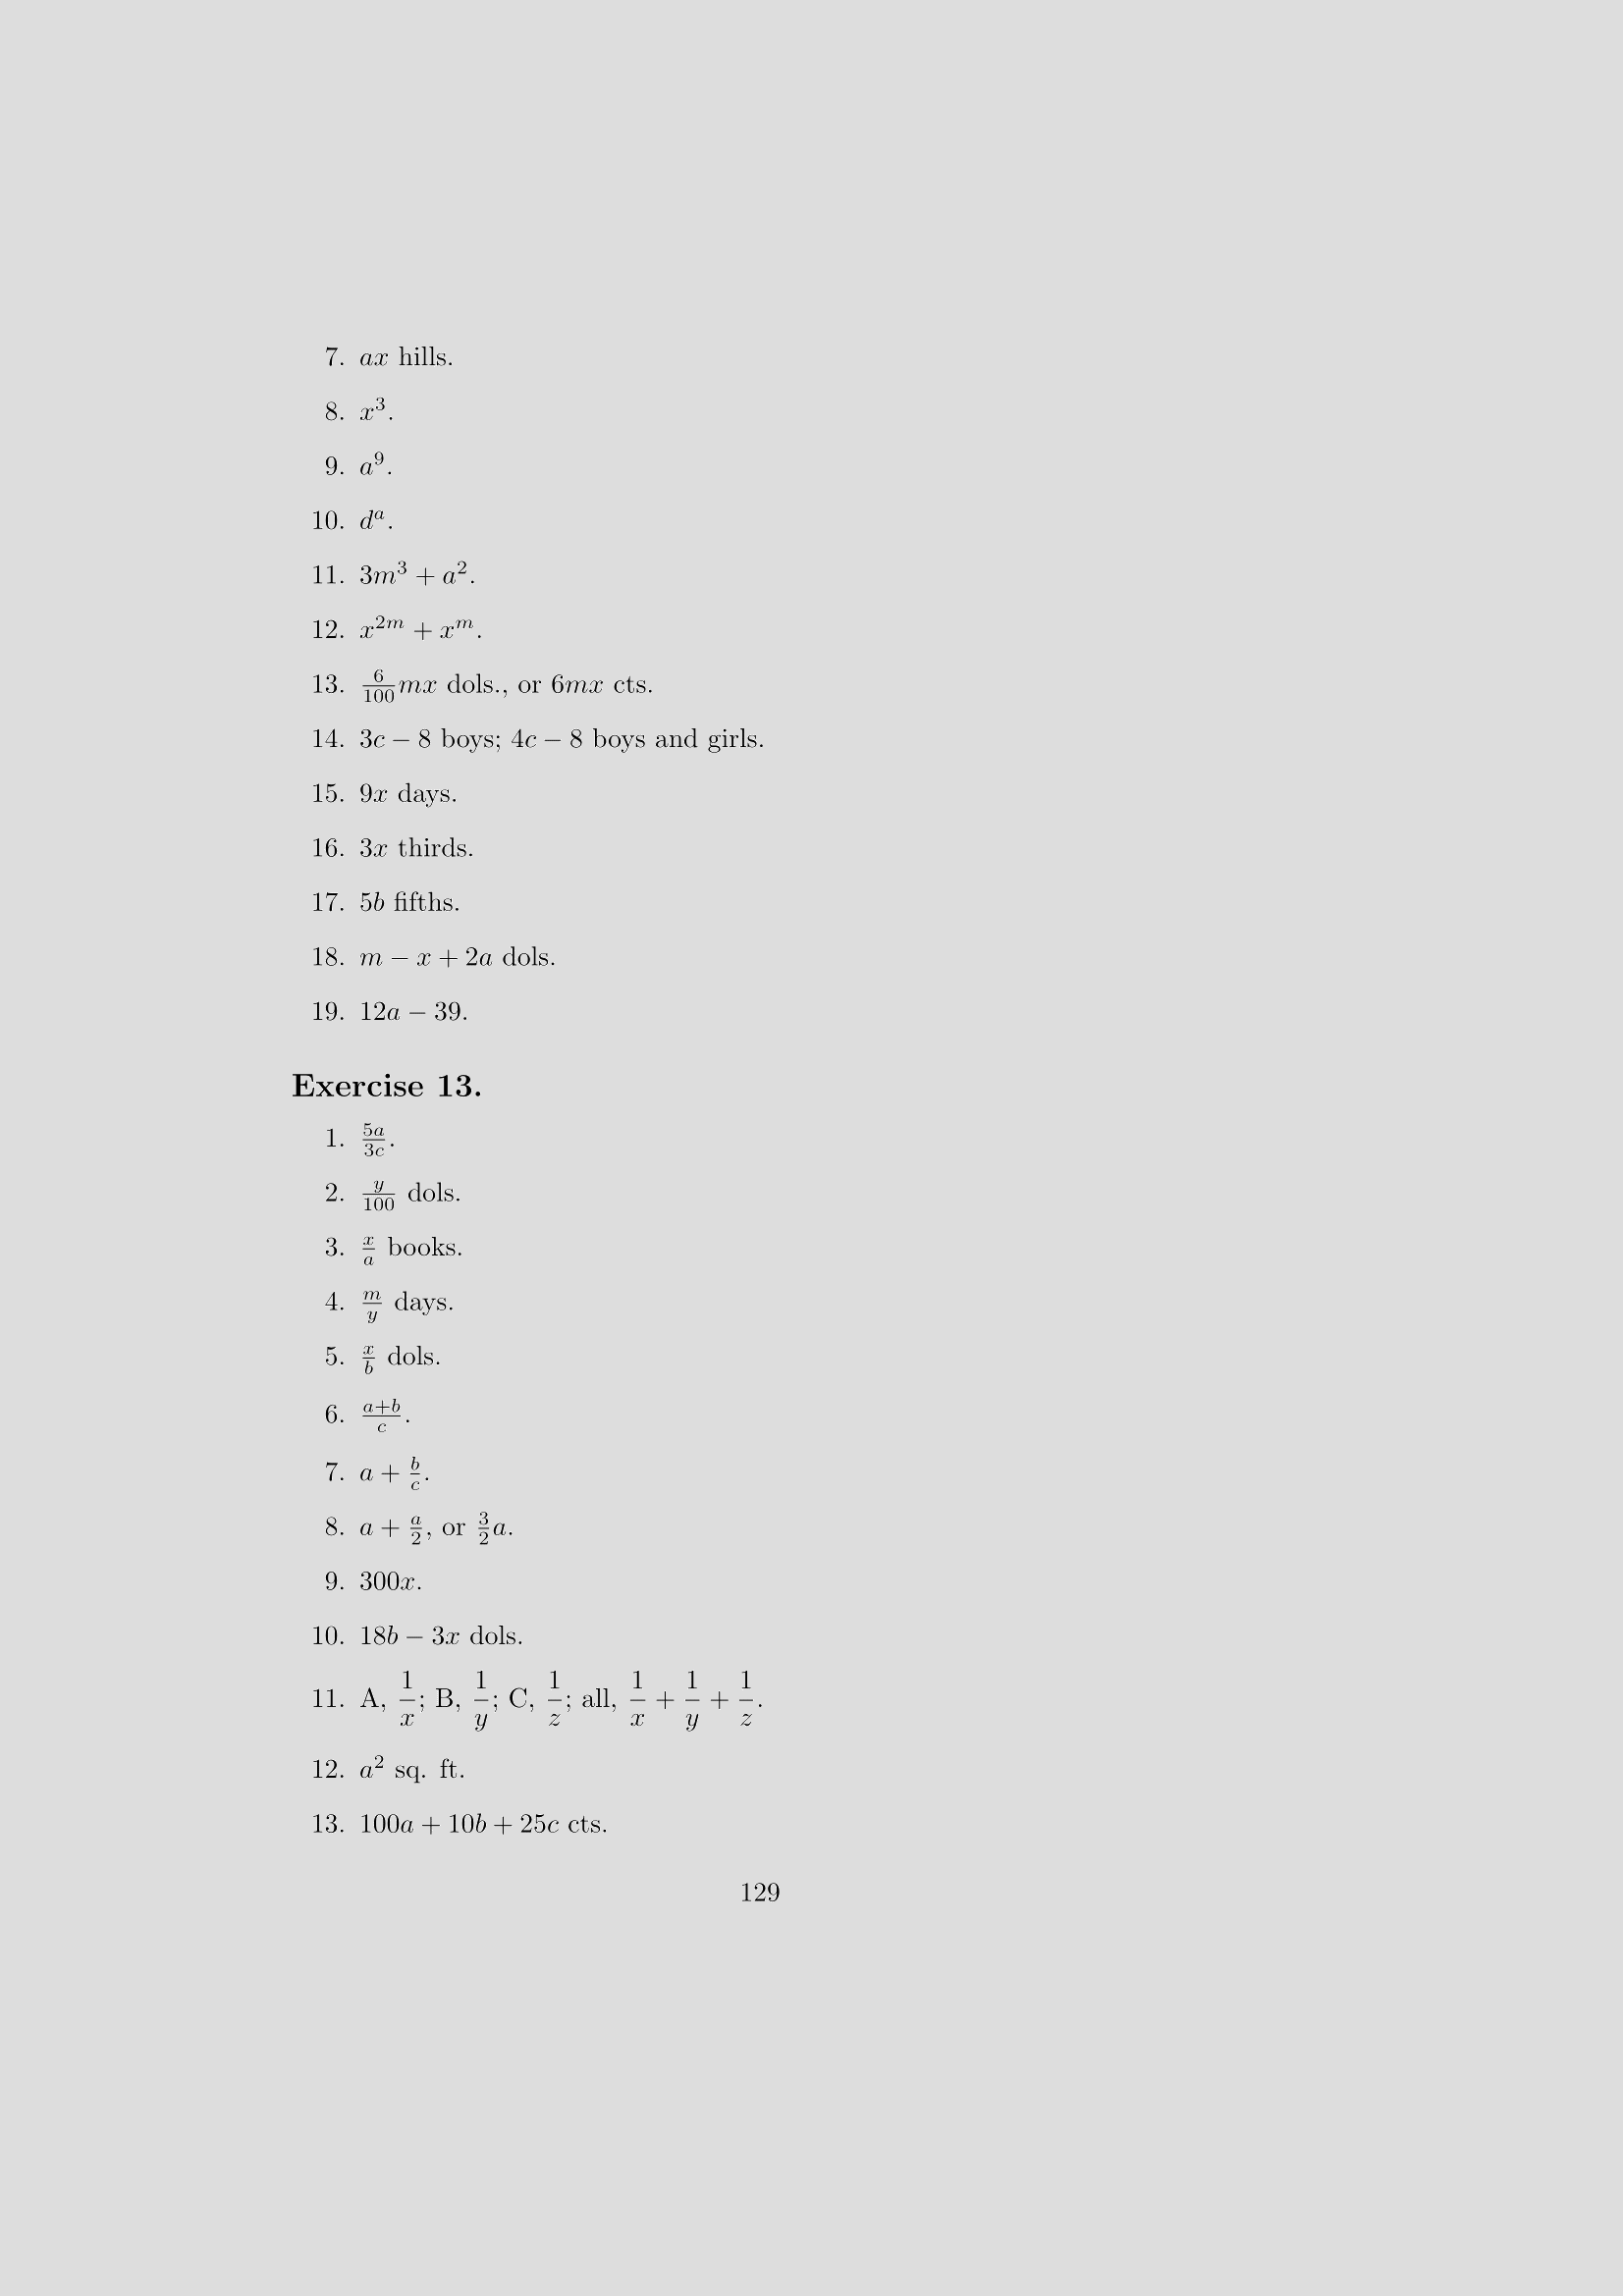 7. $ax$ hills.
8. $x^3$.
9. $a^9$.
10. $d^a$.
11. $3m^3 + a^2$.
12. $x^{2m} + x^m$.
13. $\frac{6}{100}mx$ dols., or $6mx$ cts.
14. $3c - 8$ boys; $4c - 8$ boys and girls.
15. $9x$ days.
16. $3x$ thirds.
17. $5b$ fifths.
18. $m - x + 2a$ dols.
19. $12a - 39$.
Exercise 13.
1. $\frac{5a}{3c}$.
2. $\frac{y}{100}$ dols.
3. $\frac{x}{a}$ books.
4. $\frac{m}{y}$ days.
5. $\frac{x}{b}$ dols.
6. $\frac{a+b}{c}$.
7. $a + \frac{b}{c}$.
8. $a + \frac{a}{2}$, or $\frac{3}{2}a$.
9. $300x$.
10. $18b - 3x$ dols.
11. A, $\frac{1}{x}$; B, $\frac{1}{y}$; C, $\frac{1}{z}$; all, $\frac{1}{x} + \frac{1}{y} + \frac{1}{z}$.
12. $a^2$ sq. ft.
13. $100a + 10b + 25c$ cts.
129